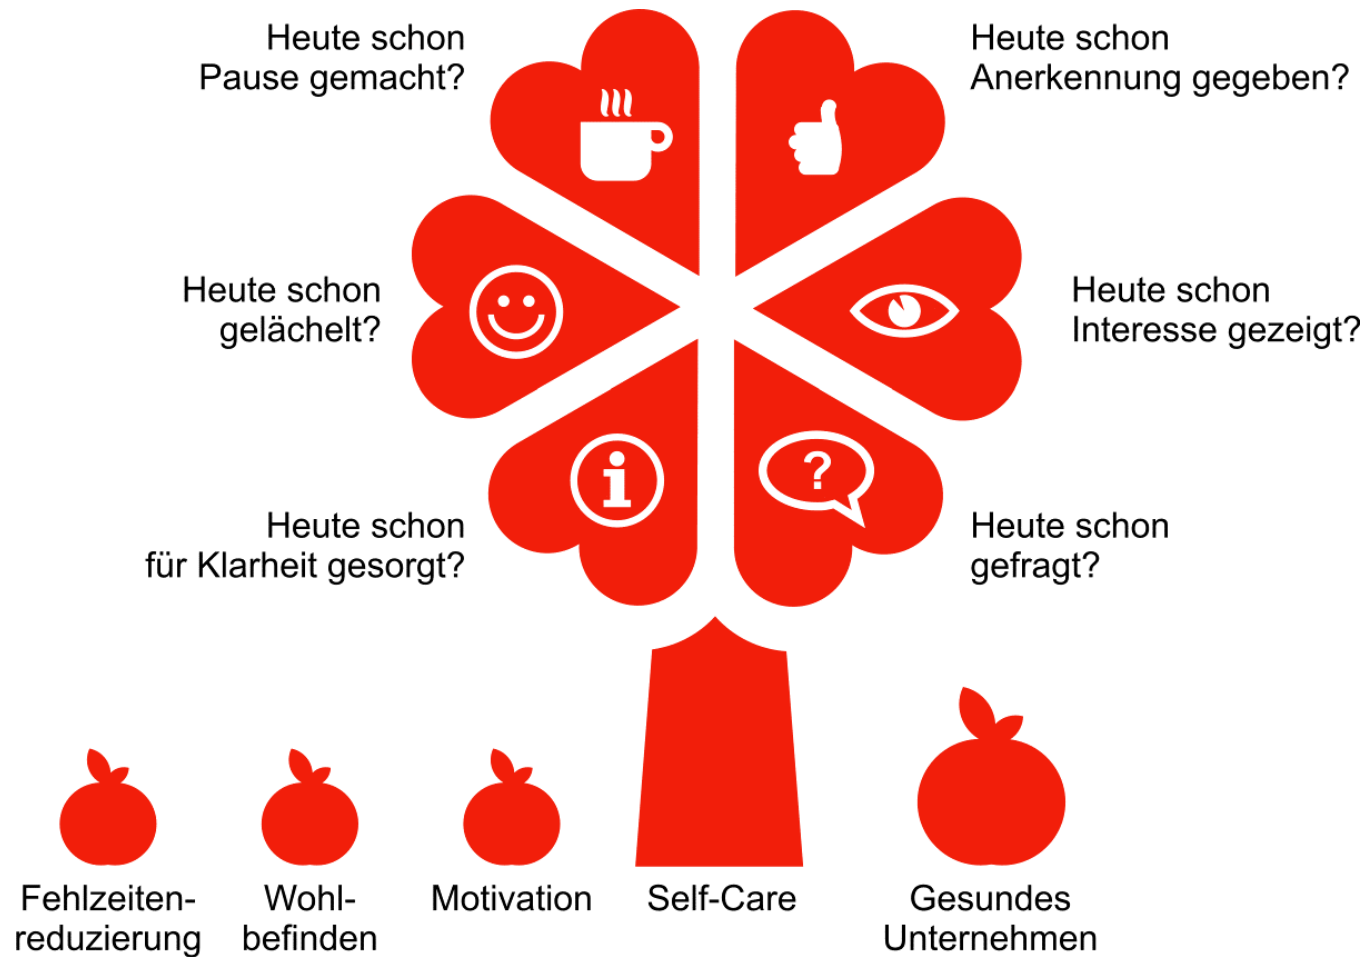 Heute schon
Pause gemacht?
Heute schon
Anerkennung gegeben?
Heute schon
gelächelt?
Heute schon
Interesse gezeigt?
?
i
Heute schon
für Klarheit gesorgt?
Heute schon
gefragt?
Fehlzeiten-
reduzierung
Wohl-
befinden
Motivation
Self-Care
Gesundes
Unternehmen